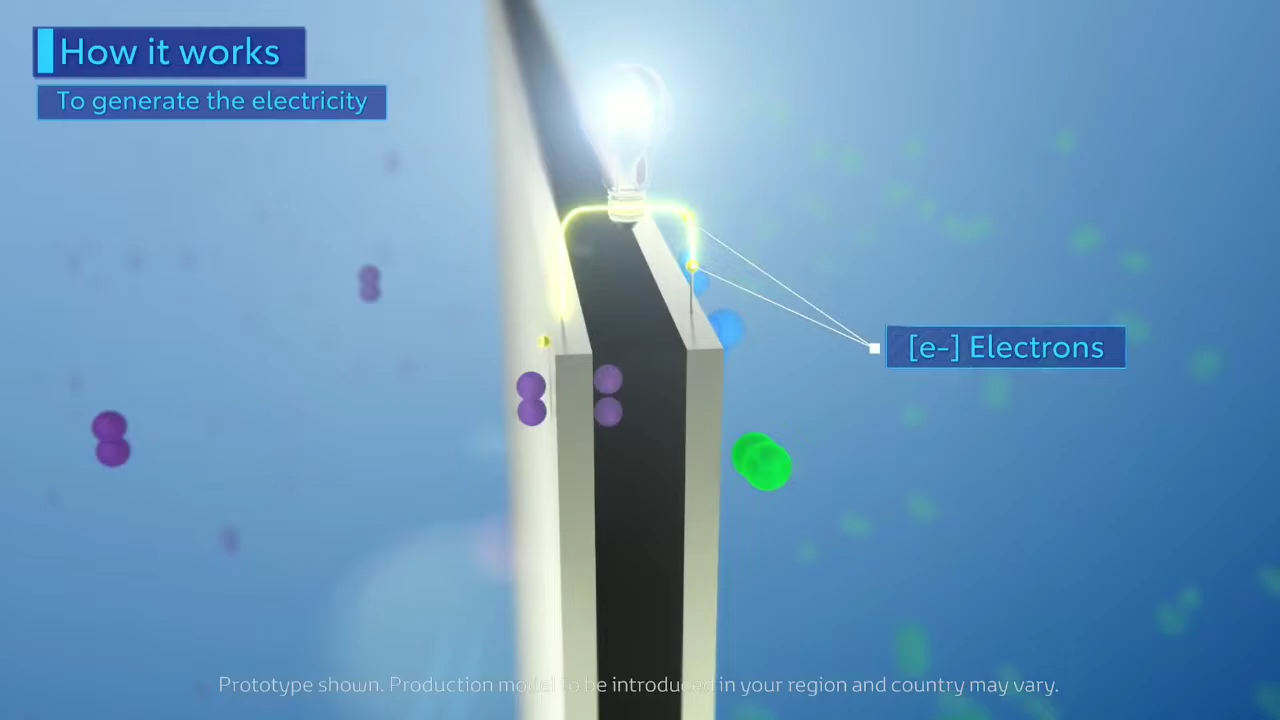 How it works
To generate the electricity
[e-] Electrons
Prototype shown. Production model to be introduced in your region and country may vary.